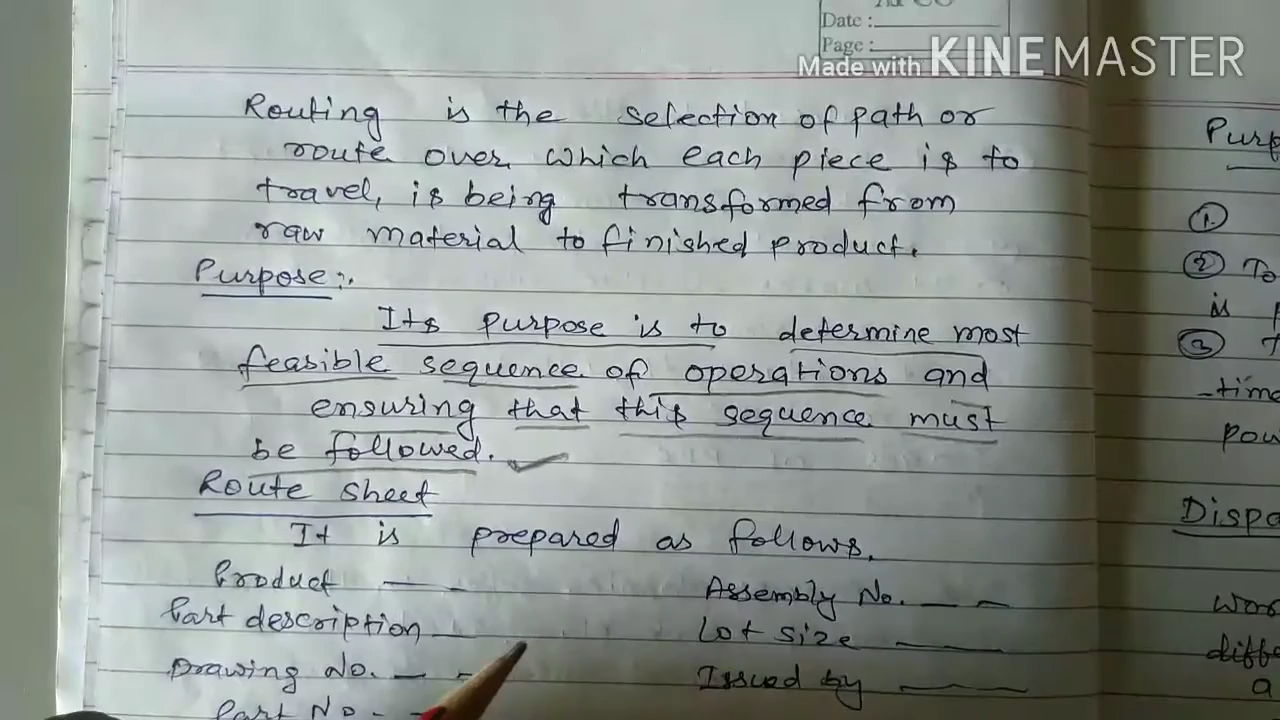 Date :
Page :
Made with KINEMASTER
Routing is the selection of path or
route over which each piece is to
travel, is being transformed from
raw material to finished product.
Purpose:.
Its purpose is to determine most
feasible sequence of operations and
ensuring that this sequence must
be followed.
Route sheet
It is prepared as follows.
Product — -
Part description —
Drawing No. — -
Part No. -
Assembly No. — -
Lot size —
Issued by —
Purp
①
② To
is
③
-time
pow
Dispa
diffe
a